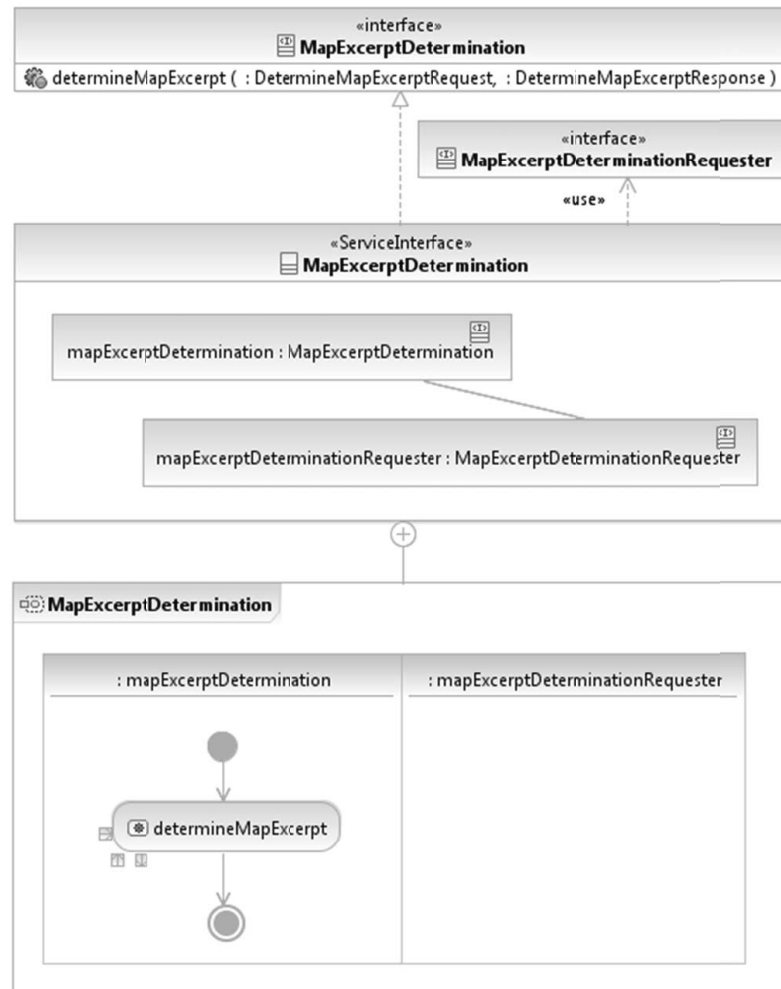 «interface»
MapExcerptDetermination
determineMapExcerpt ( : DetermineMapExcerptRequest, : DetermineMapExcerptResponse )
«interface»
MapExcerptDeterminationRequester
«use»
«ServiceInterface»
MapExcerptDetermination
mapExcerptDetermination : MapExcerptDetermination
mapExcerptDeterminationRequester : MapExcerptDeterminationRequester
MapExcerptDetermination
: mapExcerptDetermination
: mapExcerptDeterminationRequester
determineMapExcerpt